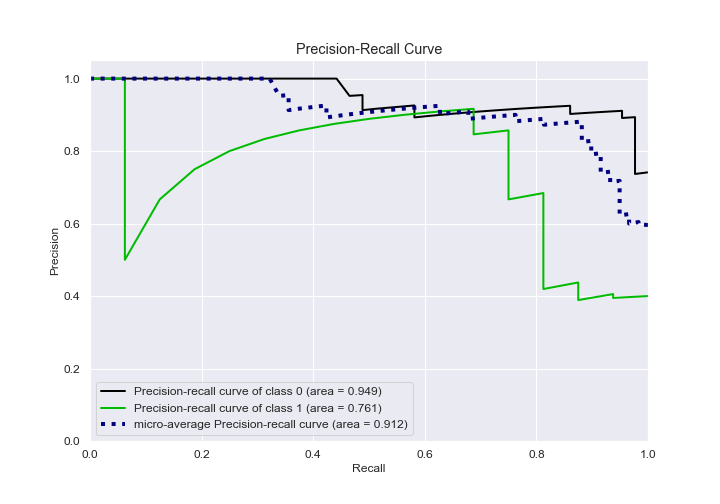 Precision-Recall Curve
1.0
0.8
0.6
0.4
0.2
0.0
Precision
Precision-recall curve of class 0 (area = 0.949)
Precision-recall curve of class 1 (area = 0.761)
micro-average Precision-recall curve (area = 0.912)
0.0 0.2 0.4 0.6 0.8 1.0
Recall